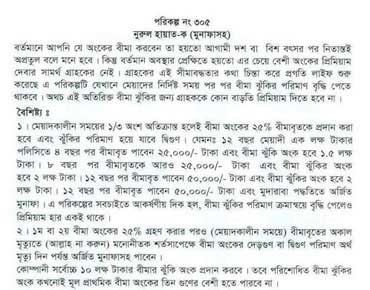 পরিকল্প নং ৩০৫
নুরুল হায়াত-ক (মুনাফাসহ)
বর্তমানে আপনি যে অংকের বীমা করবেন তা হয়তো আগামী দশ বা বিশ বৎসর পর নিতান্তই
অপ্রতুল বলে মনে হবে। কিন্তু বর্তমান অবস্থার প্রেক্ষিতে হয়তো এর চেয়ে বেশী অংকের প্রিমিয়াম
দেবার সামর্থ গ্রাহকের নেই। গ্রাহকের এই সীমাবদ্ধতার কথা চিন্তা করে প্রগতি লাইফ শুরু
করেছে এ পরিকল্পটি যেখানে মেয়াদের নির্দিষ্ট সময় পর পর বীমা ঝুঁকির পরিমাণ বৃদ্ধি পেতে
থাকবে। অথচ এই অতিরিক্ত বীমা ঝুঁকির জন্য গ্রাহককে কোন বাড়তি প্রিমিয়াম দিতে হবে না।
বৈশিষ্ট্য ঃ
১। মেয়াদকালীন সময়ের ১/৩ অংশ অতিক্রান্ত হলেই বীমা অংকের ২৫% বীমাবৃতকে প্রদান করা
হবে এবং ঝুঁকির পরিমাণ হয়ে যাবে দ্বিগুণ। যেমনঃ ১২ বছর মেয়াদী এক লক্ষ টাকার
পলিসিতে ৪ বছর পর বীমাবৃত পাবেন ২৫,০০০/- টাকা এবং বীমা ঝুঁকি অংক হবে ১.৫ লক্ষ
টাকা। ৮ বছর পর বীমাবৃতকে আরও ২৫,০০০/- টাকা এবং বীমা ঝুঁকির অংক
হবে ২ লক্ষ টাকা। ১২ বছর পর বীমাবৃত পাবেন ৫০,০০০/- টাকা এবং বীমা ঝুঁকি অংক হবে ২ লক্ষ
টাকা। ১২ বছর পর বীমাবৃত পাবেন ৫০,০০০/- টাকা এবং মুদারাবা পদ্ধতিতে অর্জিত
মুনাফা। এ পরিকল্পের সবচাইতে আকর্ষণীয় দিক হল, বীমা ঝুঁকির পরিমাণ ক্রমান্বয়ে বৃদ্ধি পেলেও
প্রিমিয়াম হার একই থাকে।
২। ১ম বা ২য় বীমা অংকের ২৫% গ্রহণ করার পরও (মেয়াদকালীন সময়ে) বীমাবৃতের অকাল
মৃত্যুতে (আল্লাহ না করুন) মনোনীতক শর্তসাপেক্ষে বীমা অংকের দেড়গুণ বা দ্বিগুণ পরিমাণ অর্থ
মৃত্যু দিন পর্যন্ত অর্জিত মুনাফাসহ পাবেন।
কোম্পানী সর্বোচ্চ ১০ লক্ষ টাকার বীমার ঝুঁকি অংক প্রদান করবে। তবে পরিশোধিত বীমা ঝুঁকির
অংক কখনোই মূল প্রাথমিক বীমা অংকের তিন গুণের বেশী হতে পারবে না।